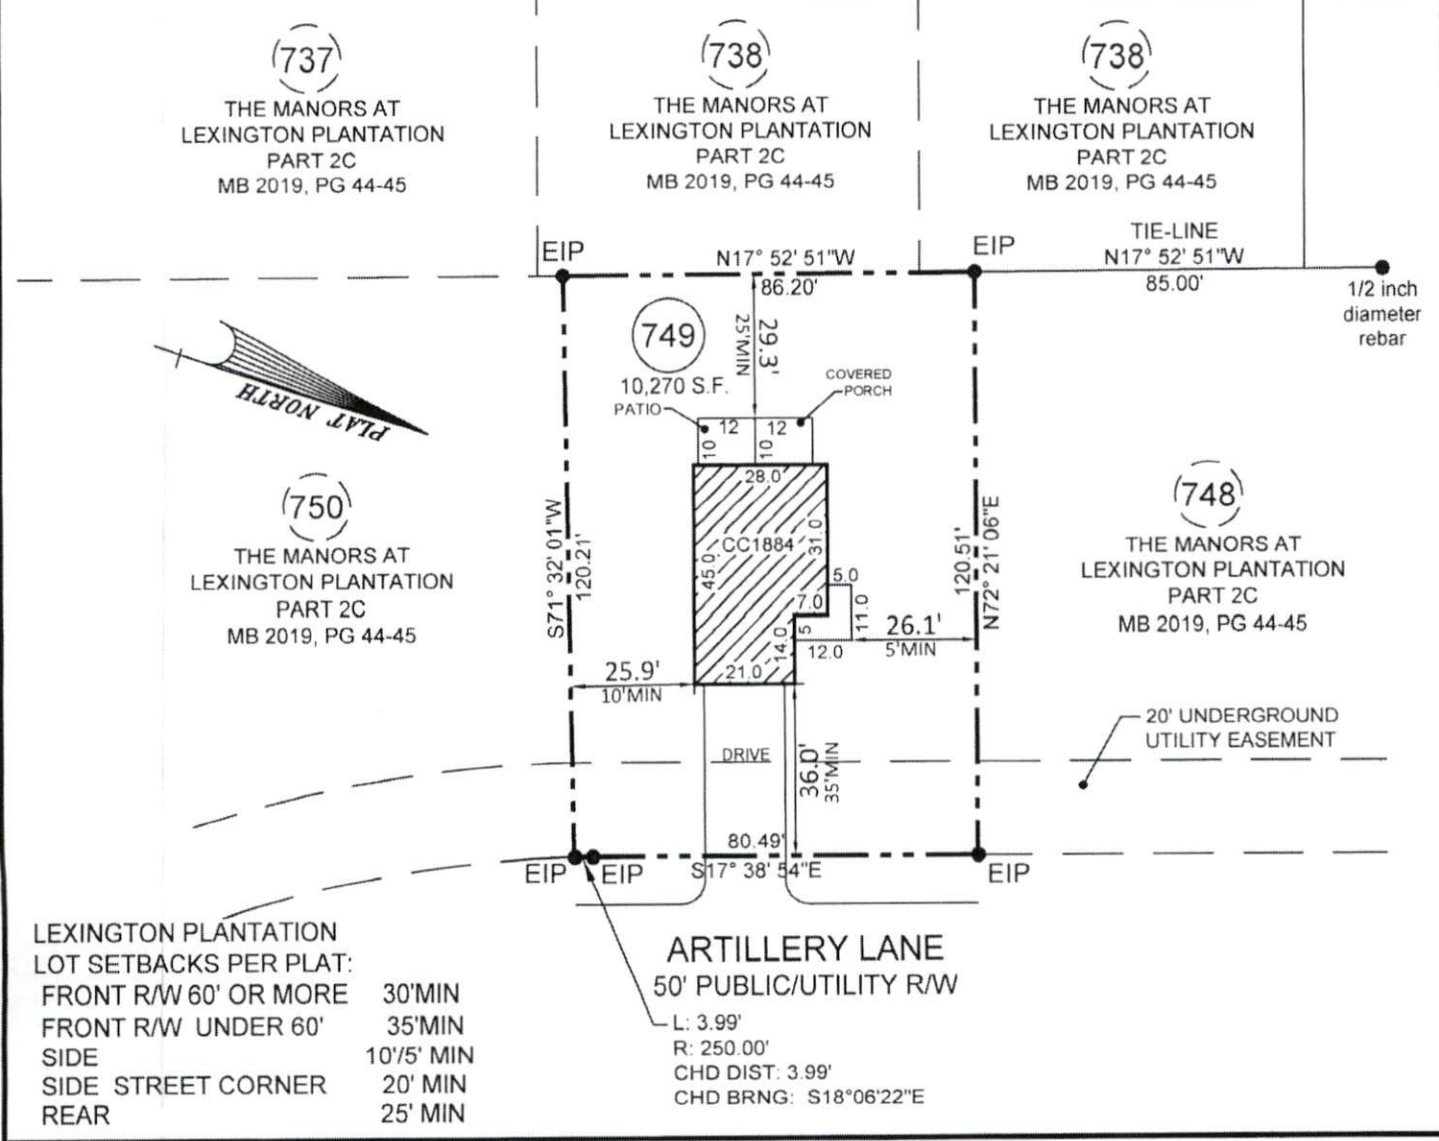 737
THE MANORS AT
LEXINGTON PLANTATION
PART 2C
MB 2019, PG 44-45
738
THE MANORS AT
LEXINGTON PLANTATION
PART 2C
MB 2019, PG 44-45
738
THE MANORS AT
LEXINGTON PLANTATION
PART 2C
MB 2019, PG 44-45
EIP
N17° 52' 51"W
86.20'
EIP
TIE-LINE
N17° 52' 51"W
85.00'
1/2 inch
diameter
rebar
PLAT NORTH
749
10,270 S.F.
29.3'
25'MIN
PATIO
COVERED
PORCH
12
12
10
10
28.0
CC1884
45.0
31.0
5.0
7.0
11.0
5
14.0
12.0
21.0
S71° 32' 01"W
120.21'
120.51'
N72° 21' 06"E
750
THE MANORS AT
LEXINGTON PLANTATION
PART 2C
MB 2019, PG 44-45
748
THE MANORS AT
LEXINGTON PLANTATION
PART 2C
MB 2019, PG 44-45
26.1'
5'MIN
25.9'
10'MIN
20' UNDERGROUND
UTILITY EASEMENT
DRIVE
36.0'
35'MIN
80.49'
S17° 38' 54"E
EIP
EIP
EIP
LEXINGTON PLANTATION
LOT SETBACKS PER PLAT:
FRONT R/W 60' OR MORE 30'MIN
FRONT R/W UNDER 60' 35'MIN
SIDE 10'/5' MIN
SIDE STREET CORNER 20' MIN
REAR 25' MIN
ARTILLERY LANE
50' PUBLIC/UTILITY R/W
L: 3.99'
R: 250.00'
CHD DIST: 3.99'
CHD BRNG: S18°06'22"E